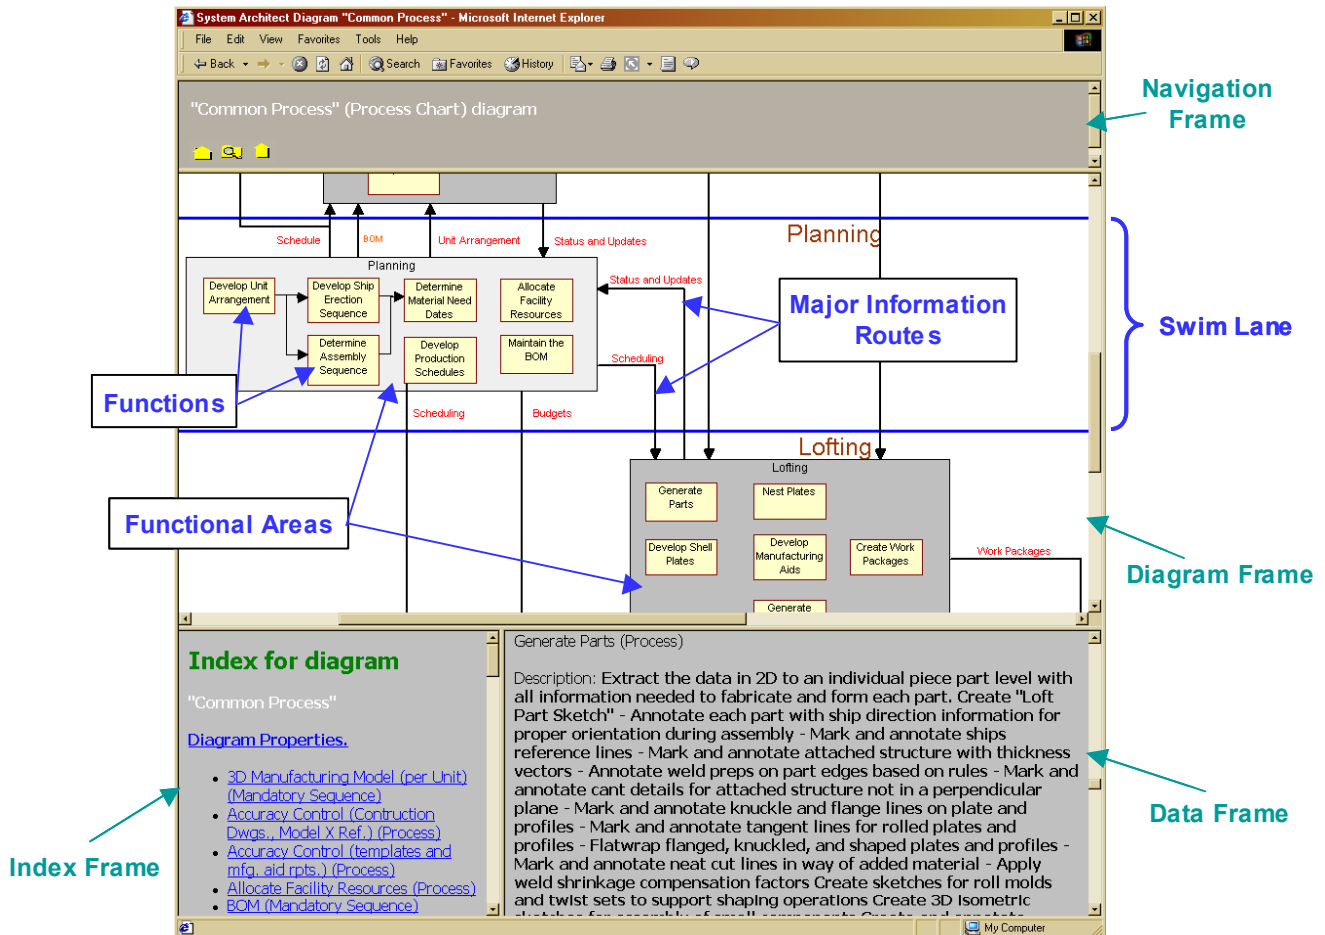 System Architect Diagram "Common Process" - Microsoft Internet Explorer
File Edit View Favorites Tools Help
Back Search Favorites History
"Common Process" (Process Chart) diagram
Navigation
Frame
Planning
Schedule
BOM
Unit Arrangement
Status and Updates
Planning
Develop Unit
Arrangement
Develop Ship
Erection
Sequence
Determine
Material Need
Dates
Allocate
Facility
Resources
Status and Updates
Major Information
Routes
Swim Lane
Determine
Assembly
Sequence
Develop
Production
Schedules
Maintain the
BOM
Scheduling
Functions
Scheduling
Budgets
Lofting
Lofting
Generate
Parts
Nest Plates
Functional Areas
Develop Shell
Plates
Develop
Manufacturing
Aids
Create Work
Packages
Work Packages
Generate
Diagram Frame
Index for diagram
"Common Process"
Diagram Properties.
3D Manufacturing Model (per Unit)
(Mandatory Sequence)
Accuracy Control (Contruction
Dwgs., Model X Ref.) (Process)
Accuracy Control (templates and
mfg. aid rpts.) (Process)
Allocate Facility Resources (Process)
BOM (Mandatory Sequence)
Index Frame
Generate Parts (Process)
Description: Extract the data in 2D to an individual piece part level with
all information needed to fabricate and form each part. Create "Loft
Part Sketch" - Annotate each part with ship direction information for
proper orientation during assembly - Mark and annotate ships
reference lines - Mark and annotate attached structure with thickness
vectors - Annotate weld preps on part edges based on rules - Mark and
annotate cant details for attached structure not in a perpendicular
plane - Mark and annotate knuckle and flange lines on plate and
profiles - Mark and annotate tangent lines for rolled plates and
profiles - Flatwrap flanged, knuckled, and shaped plates and profiles -
Mark and annotate neat cut lines in way of added material - Apply
weld shrinkage compensation factors Create sketches for roll molds
and twist sets to support shaping operations Create 3D Isometric
sketches for assembly of small components Create and annotate
Data Frame
My Computer